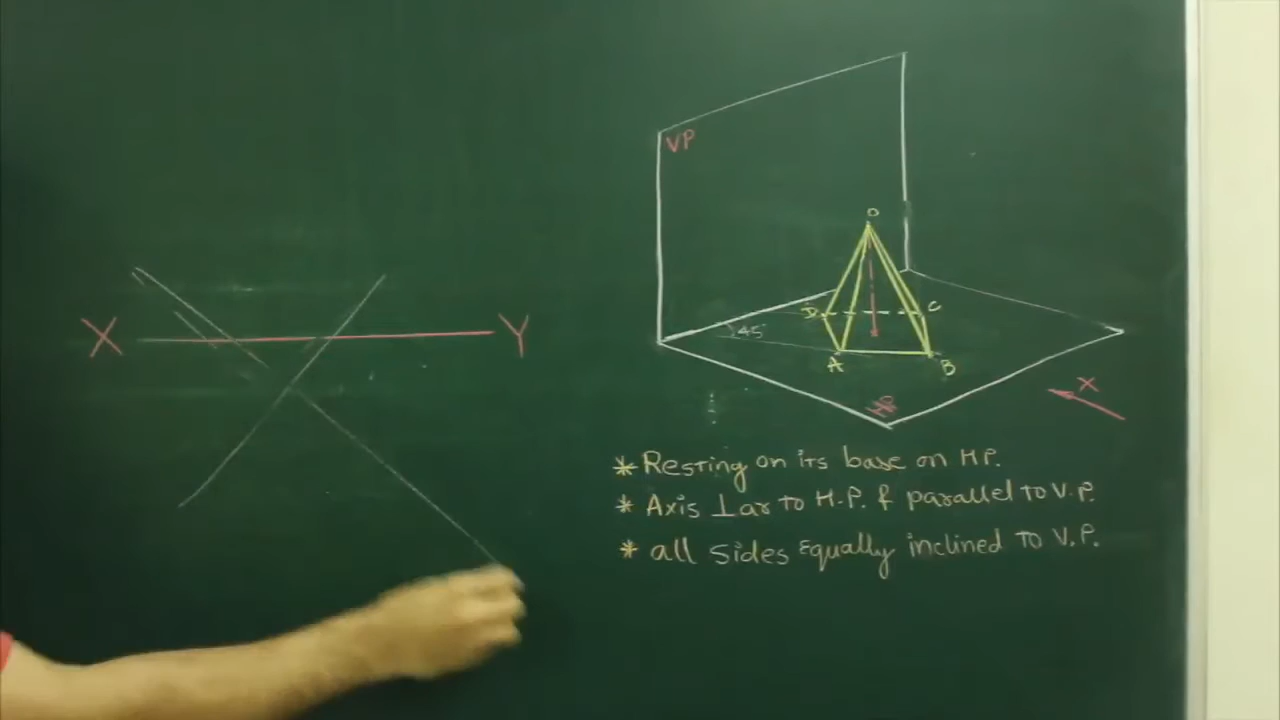 X Y
VP
O
D C
45°
A B
HP
X
* Resting on its base on H.P.
* Axis ⊥ar to H.P. & parallel to V.P.
* all sides equally inclined to V.P.